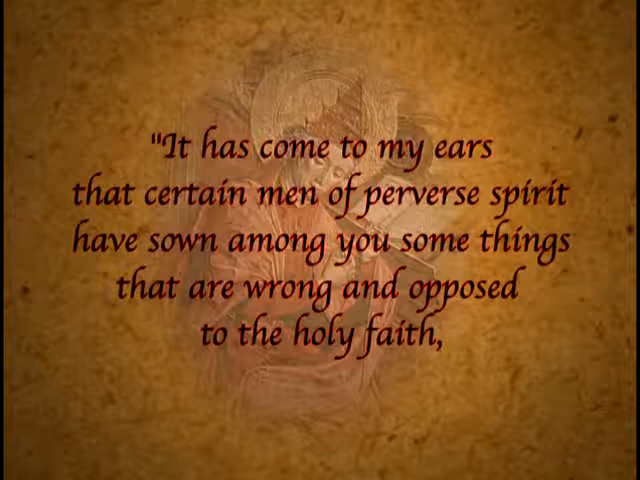 "It has come to my ears
that certain men of perverse spirit
have sown among you some things
that are wrong and opposed
to the holy faith,